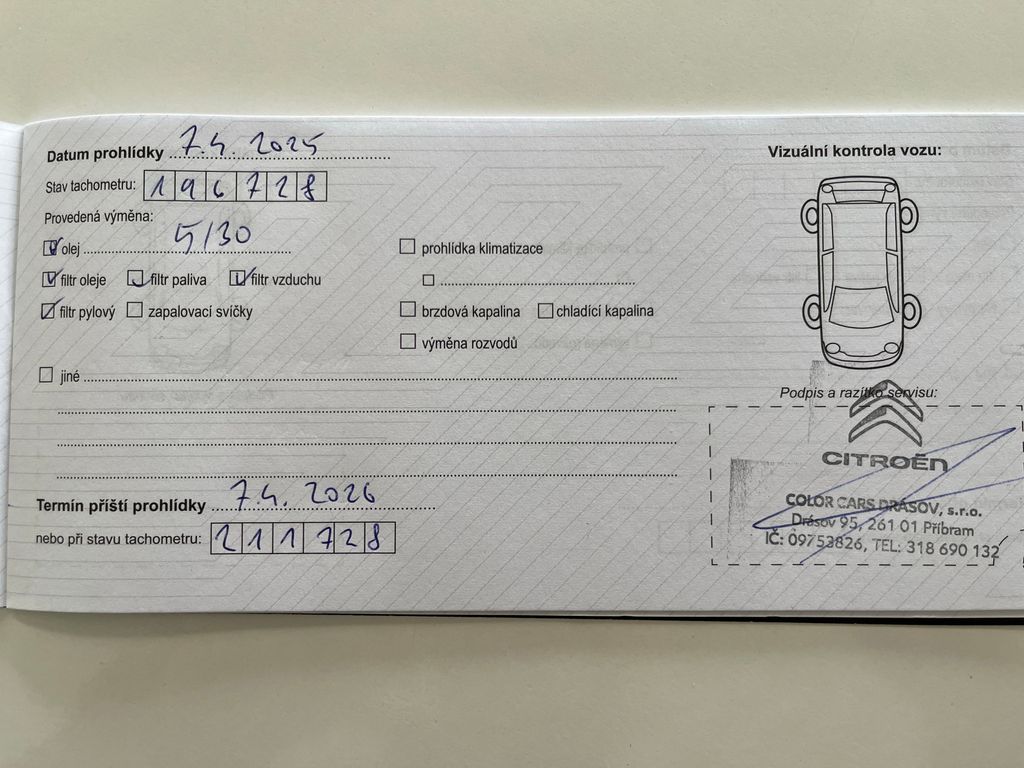 Datum prohlídky 7.4. 2025
Stav tachometru: 196728
Provedená výměna:
olej 5/30
filtr oleje filtr paliva filtr vzduchu
filtr pylový zapalovací svíčky
jiné
prohlídka klimatizace
brzdová kapalina chladící kapalina
výměna rozvodů
Termín příští prohlídky 7.4. 2026
nebo při stavu tachometru: 211728
Vizuální kontrola vozu:
Podpis a razítko servisu:
CITROËN
COLOR CARS DRÁSOV, s.r.o.
Drásov 95, 261 01 Příbram
IČ: 09753826, TEL: 318 690 132